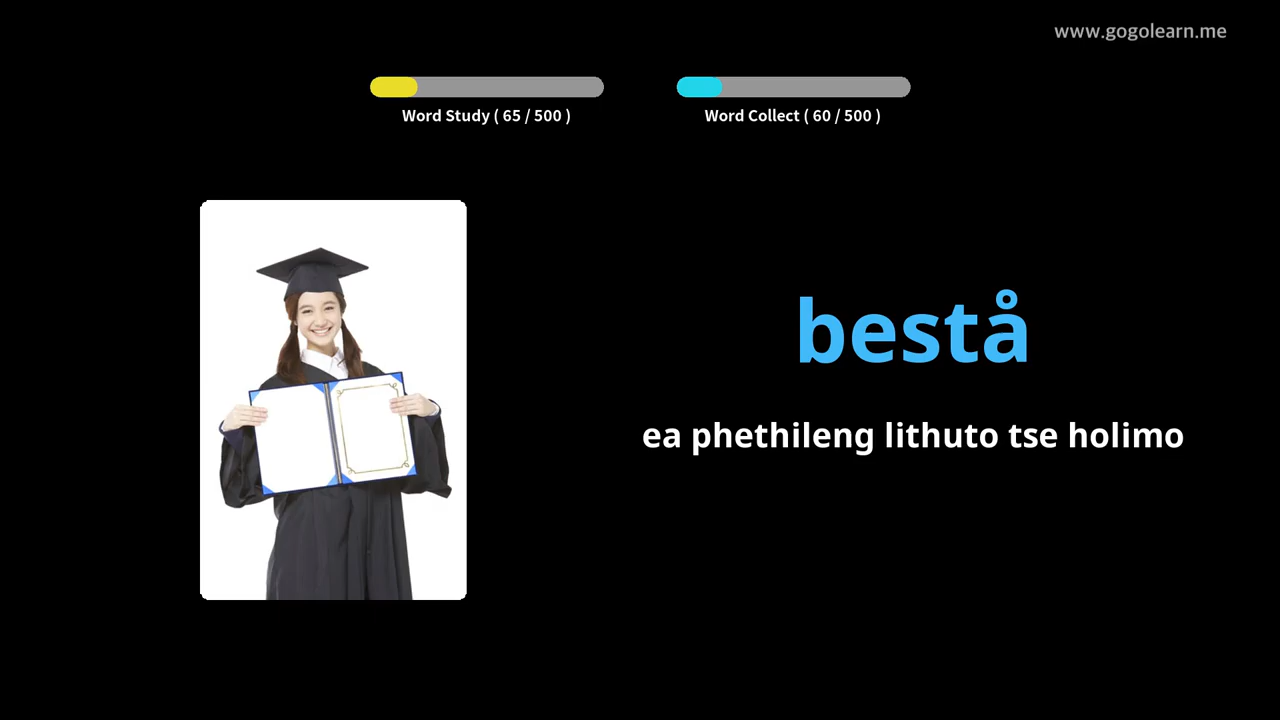 www.gogolearn.me
Word Study ( 65 / 500 )
Word Collect ( 60 / 500 )
bestå
ea phethileng lithuto tse holimo